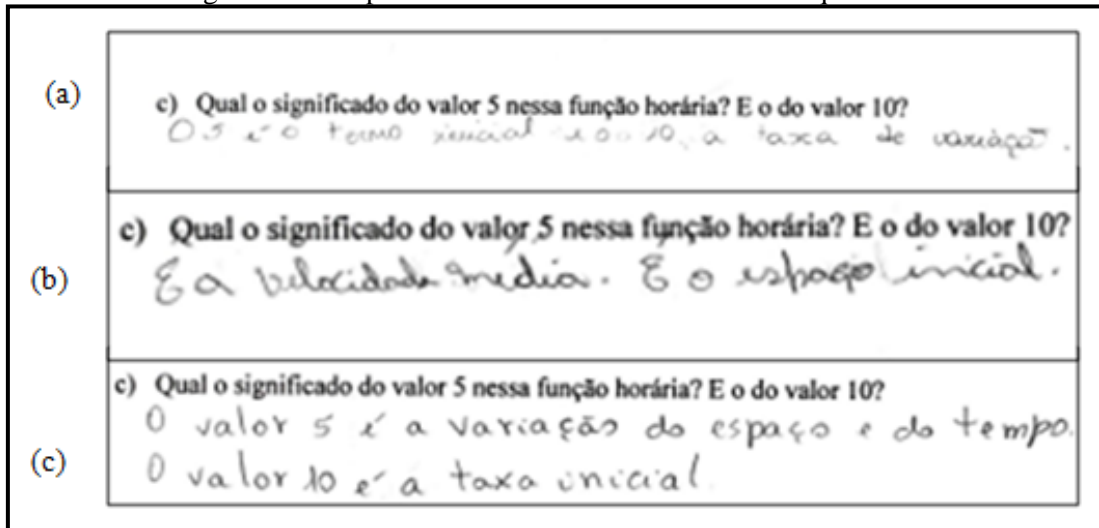 (a)
c) Qual o significado do valor 5 nessa função horária? E o do valor 10?
O 5 é o termo inicial e o 10, a taxa de variação.
(b)
c) Qual o significado do valor 5 nessa função horária? E o do valor 10?
É a velocidade média. É o espaço inicial.
(c)
c) Qual o significado do valor 5 nessa função horária? E o do valor 10?
O valor 5 é a variação do espaço e do tempo.
O valor 10 é a taxa inicial.